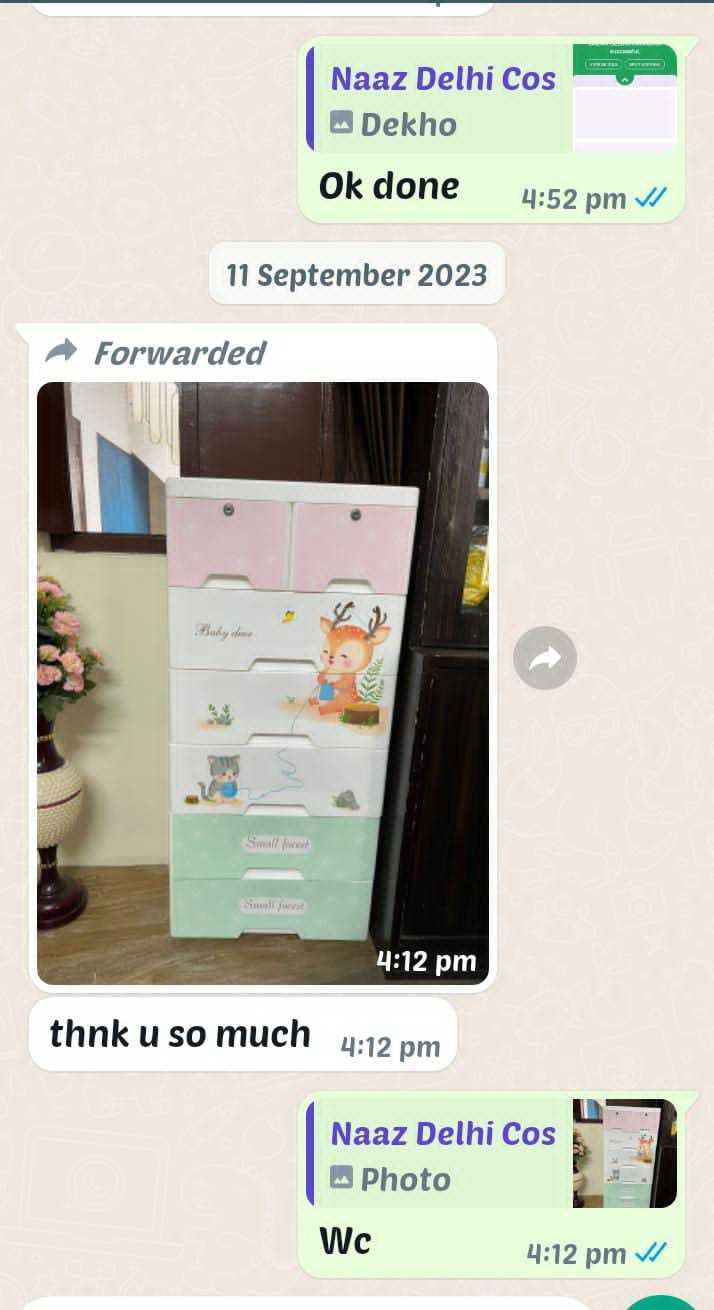 Naaz Delhi Cos
Dekho
Ok done 4:52 pm
11 September 2023
Forwarded
Baby deer
Small forest
Small forest
4:12 pm
thnk u so much 4:12 pm
Naaz Delhi Cos
Photo
Wc 4:12 pm